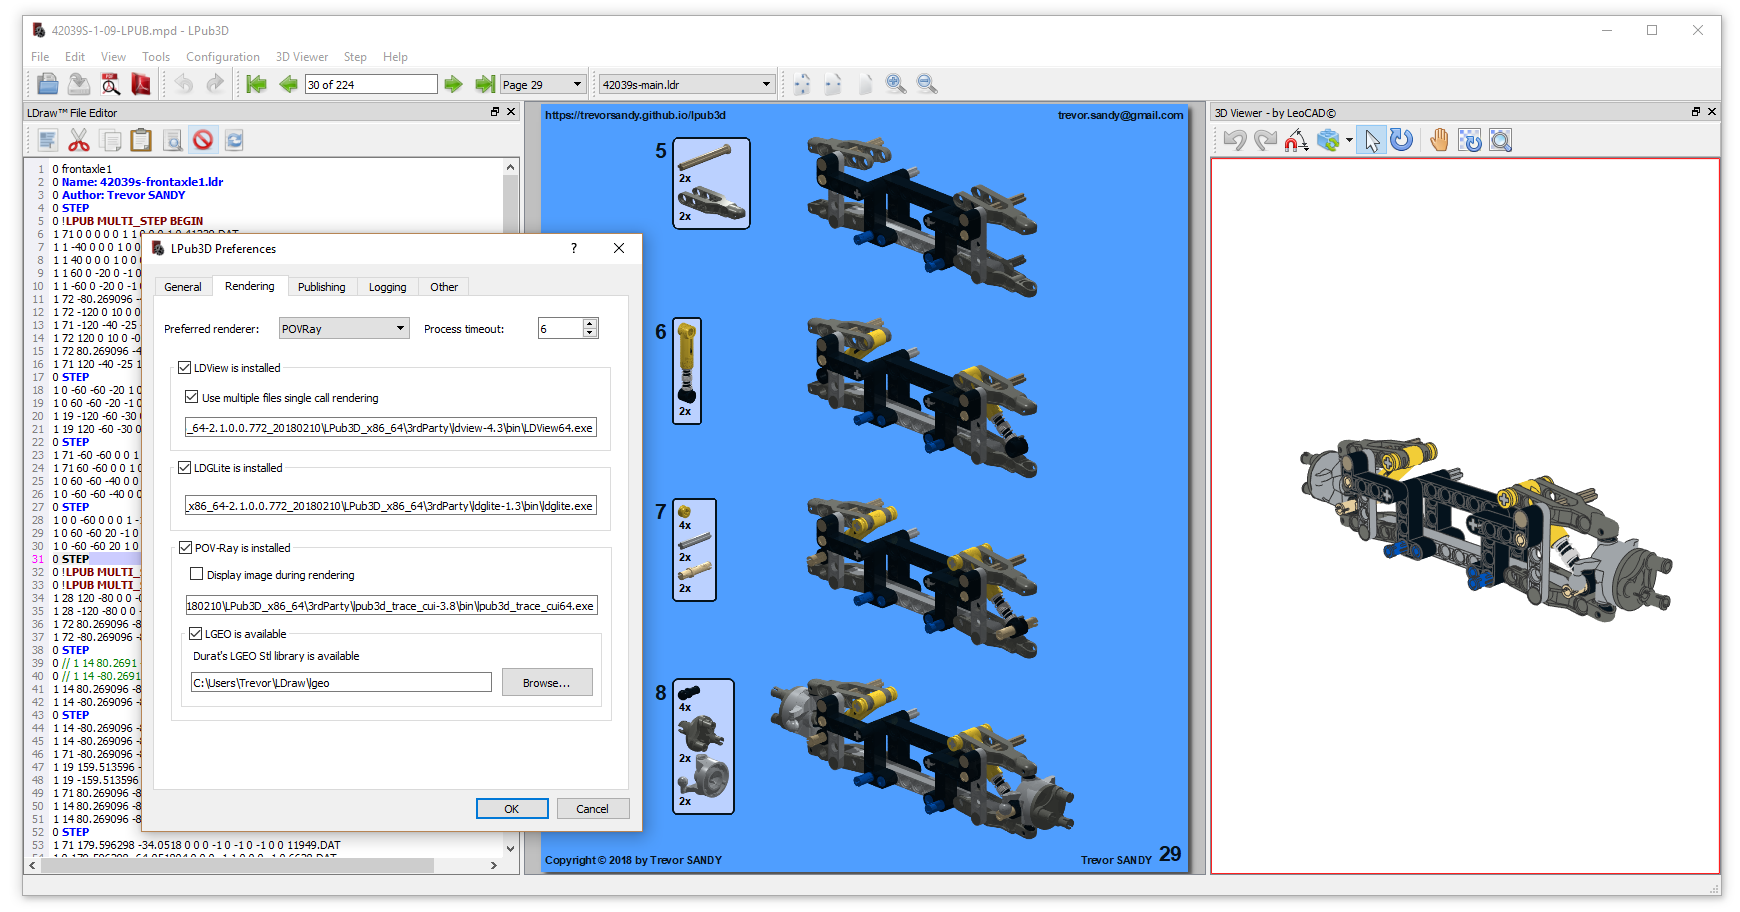 42039S-1-09-LPUB.mpd - LPub3D
File Edit View Tools Configuration 3D Viewer Step Help
30 of 224
Page 29
42039s-main.ldr
LDraw™ File Editor
1 0 frontaxle1
2 0 Name: 42039s-frontaxle1.ldr
3 0 Author: Trevor SANDY
4 0 STEP
5 0 !LPUB MULTI_STEP BEGIN
6 1 71 0 0 0 0 0 1 1 0 0 0 1 0 41239.DAT
7 1 1 -40 0 0 0 1 0 0
8 1 1 40 0 0 0 1 0 0
9 1 1 60 0 -20 0 -1 0
10 1 1 -60 0 -20 0 -1 0
11 1 72 -80.269096 -4
12 1 72 -120 0 10 0 0
13 1 71 -120 -40 -25
14 1 72 120 0 10 0 -0
15 1 72 80.269096 -4
16 1 71 120 -40 -25 1
17 0 STEP
18 1 0 -60 -60 -20 1 0
19 1 0 60 -60 -20 -1 0
20 1 19 -120 -60 -30 0
21 1 19 120 -60 -30 0
22 0 STEP
23 1 71 -60 -60 0 0 1
24 1 71 60 -60 0 0 1 0
25 1 0 60 -60 -40 0 0
26 1 0 -60 -60 -40 0 0
27 0 STEP
28 1 0 0 -60 0 0 0 1 -1
29 1 0 60 -60 20 -1 0
30 1 0 -60 -60 20 1 0
31 0 STEP
32 0 !LPUB MULTI_
33 0 !LPUB MULTI_
34 1 28 120 -80 0 0 -0
35 1 28 -120 -80 0 0
36 1 72 80.269096 -8
37 1 72 -80.269096 -8
38 0 STEP
39 0 // 1 14 80.2691
40 0 // 1 14 -80.2691
41 1 14 80.269096 -8
42 1 14 -80.269096 -8
43 0 STEP
44 1 14 -80.269096 -8
45 1 14 -80.269096 -8
46 1 71 -80.269096 -8
47 1 19 159.513596
48 1 19 -159.513596
49 1 71 80.269096 -8
50 1 14 80.269096 -8
51 1 14 80.269096 -8
52 0 STEP
53 1 71 179.596298 -34.0518 0 0 0 -1 0 -1 0 -1 0 0 11949.DAT
LPub3D Preferences
?
General Rendering Publishing Logging Other
Preferred renderer: POVRay Process timeout: 6
LDView is installed
Use multiple files single call rendering
_64-2.1.0.0.772_20180210\LPub3D_x86_64\3rdParty\ldview-4.3\bin\LDView64.exe
LDGLite is installed
_x86_64-2.1.0.0.772_20180210\LPub3D_x86_64\3rdParty\ldglite-1.3\bin\ldglite.exe
POV-Ray is installed
Display image during rendering
180210\LPub3D_x86_64\3rdParty\lpub3d_trace_cui-3.8\bin\lpub3d_trace_cui64.exe
LGEO is available
Durat's LGEO Stl library is available
C:\Users\Trevor\LDraw\lgeo
Browse...
OK Cancel
https://trevorsandy.github.io/lpub3d
trevor.sandy@gmail.com
5
2x
2x
6
2x
7
4x
2x
2x
8
4x
2x
2x
Copyright © 2018 by Trevor SANDY
Trevor SANDY 29
3D Viewer - by LeoCAD©